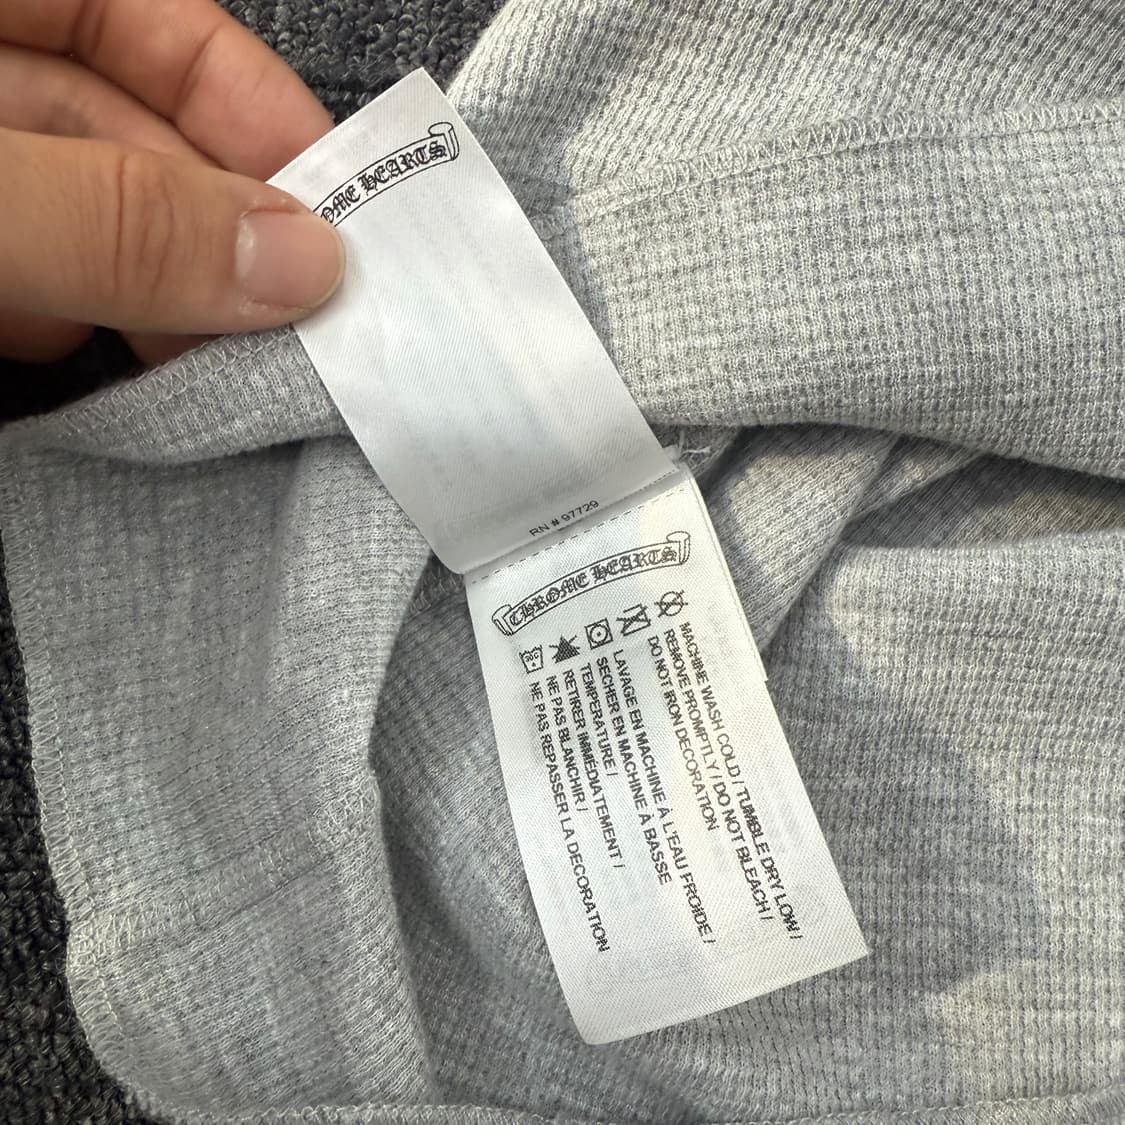 OME HEARTS
RN # 97729
CHROME HEARTS
MACHINE WASH COLD / TUMBLE DRY LOW /
REMOVE PROMPTLY / DO NOT BLEACH /
DO NOT IRON DECORATION
LAVAGE EN MACHINE À L'EAU FROIDE /
SECHER EN MACHINE À BASSE
TEMPERATURE /
RETIRER IMMÉDIATEMENT /
NE PAS BLANCHIR /
NE PAS REPASSER LA DECORATION